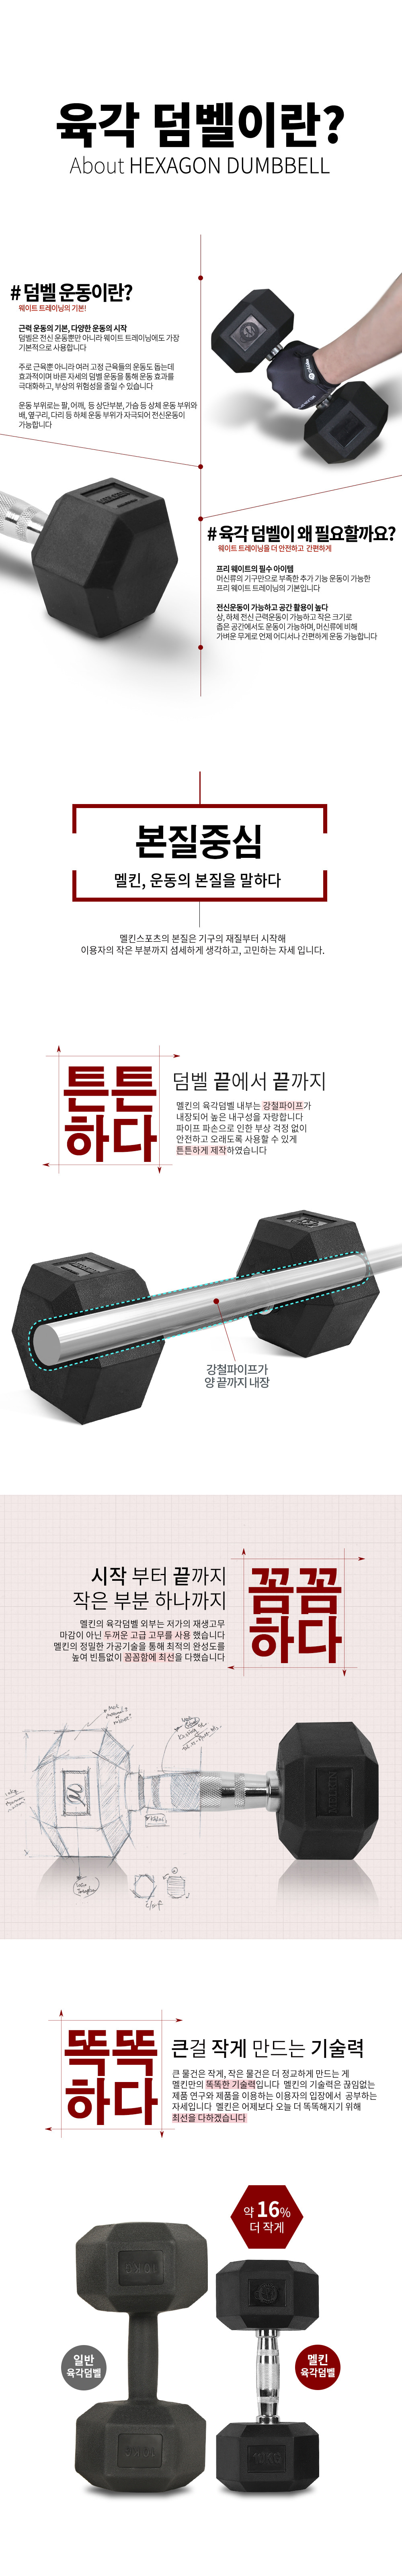 육각 덤벨이란?
About HEXAGON DUMBBELL
# 덤벨 운동이란?
웨이트 트레이닝의 기본!
근력 운동의 기본, 다양한 운동의 시작
덤벨은 전신 운동뿐만 아니라 웨이트 트레이닝에도 가장
기본적으로 사용합니다
주로 근육뿐 아니라 여러 고정 근육들의 운동도 돕는데
효과적이며 바른 자세의 덤벨 운동을 통해 운동 효과를
극대화하고, 부상의 위험성을 줄일 수 있습니다
운동 부위로는 팔, 어깨, 등 상단부분, 가슴 등 상체 운동 부위와
배, 옆구리, 다리 등 하체 운동 부위가 자극되어 전신운동이
가능합니다
# 육각 덤벨이 왜 필요할까요?
웨이트 트레이닝을 더 안전하고 간편하게
프리 웨이트의 필수 아이템
머신류의 기구만으로 부족한 추가 기능 운동이 가능한
프리 웨이트 트레이닝의 기본입니다
전신운동이 가능하고 공간 활용이 높다
상, 하체 전신 근력운동이 가능하고 작은 크기로
좁은 공간에서도 운동이 가능하며, 머신류에 비해
가벼운 무게로 언제 어디서나 간편하게 운동 가능합니다
본질중심
멜킨, 운동의 본질을 말하다
멜킨스포츠의 본질은 기구의 재질부터 시작해
이용자의 작은 부분까지 섬세하게 생각하고, 고민하는 자세 입니다.
튼튼
하다
덤벨 끝에서 끝까지
멜킨의 육각덤벨 내부는 강철파이프가
내장되어 높은 내구성을 자랑합니다
파이프 파손으로 인한 부상 걱정 없이
안전하고 오래도록 사용할 수 있게
튼튼하게 제작하였습니다
강철파이프가
양 끝까지 내장
꼼꼼
하다
시작 부터 끝까지
작은 부분 하나까지
멜킨의 육각덤벨 외부는 저가의 재생고무
마감이 아닌 두꺼운 고급 고무를 사용 했습니다
멜킨의 정밀한 가공기술을 통해 최적의 완성도를
높여 빈틈없이 꼼꼼함에 최선을 다했습니다
MELKIN
똑똑
하다
큰걸 작게 만드는 기술력
큰 물건은 작게, 작은 물건은 더 정교하게 만드는 게
멜킨만의 똑똑한 기술력입니다 멜킨의 기술력은 끊임없는
제품 연구와 제품을 이용하는 이용자의 입장에서 공부하는
자세입니다 멜킨은 어제보다 오늘 더 똑똑해지기 위해
최선을 다하겠습니다
약 16%
더 작게
일반
육각덤벨
멜킨
육각덤벨